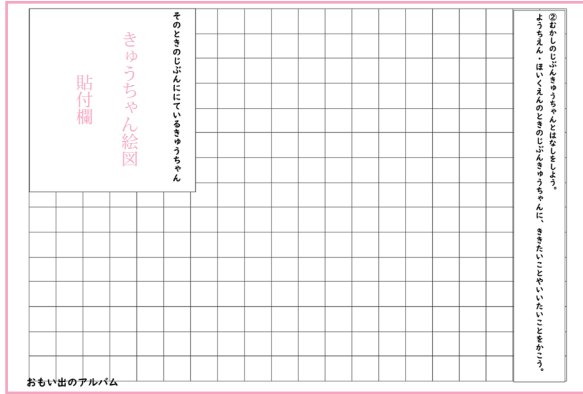 ②むかしのじぶんきゅうちゃんとはなしをしよう。
ようちえん・ほいくえんのときのじぶんきゅうちゃんに、ききたいことやいいたいことをかこう。
そのときのじぶんににているきゅうちゃん
きゅうちゃん絵図
貼付欄
おもい出のアルバム